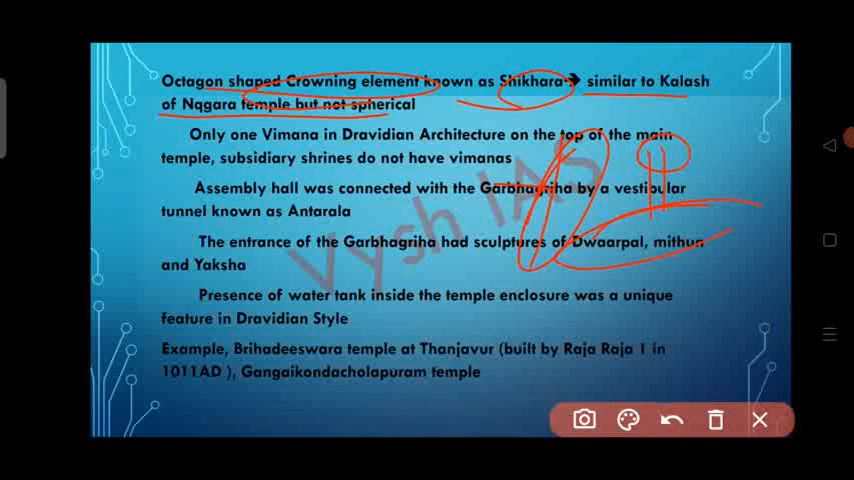 Octagon shaped Crowning element known as Shikhara→ similar to Kalash
of Nqgara temple but not spherical
Only one Vimana in Dravidian Architecture on the top of the main
temple, subsidiary shrines do not have vimanas
Assembly hall was connected with the Garbhagriha by a vestibular
tunnel known as Antarala
The entrance of the Garbhagriha had sculptures of Dwaarpal, mithun
and Yaksha
Presence of water tank inside the temple enclosure was a unique
feature in Dravidian Style
Example, Brihadeeswara temple at Thanjavur (built by Raja Raja 1 in
1011AD ), Gangaikondacholapuram temple
Vysh IAS